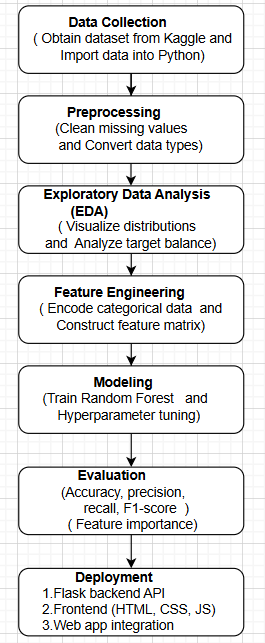 Data Collection
( Obtain dataset from Kaggle and
Import data into Python)
Preprocessing
(Clean missing values
and Convert data types)
Exploratory Data Analysis
(EDA)
( Visualize distributions
and Analyze target balance)
Feature Engineering
( Encode categorical data and
Construct feature matrix)
Modeling
(Train Random Forest and
Hyperparameter tuning)
Evaluation
(Accuracy, precision,
recall, F1-score )
( Feature importance)
Deployment
1.Flask backend API
2.Frontend (HTML, CSS, JS)
3.Web app integration